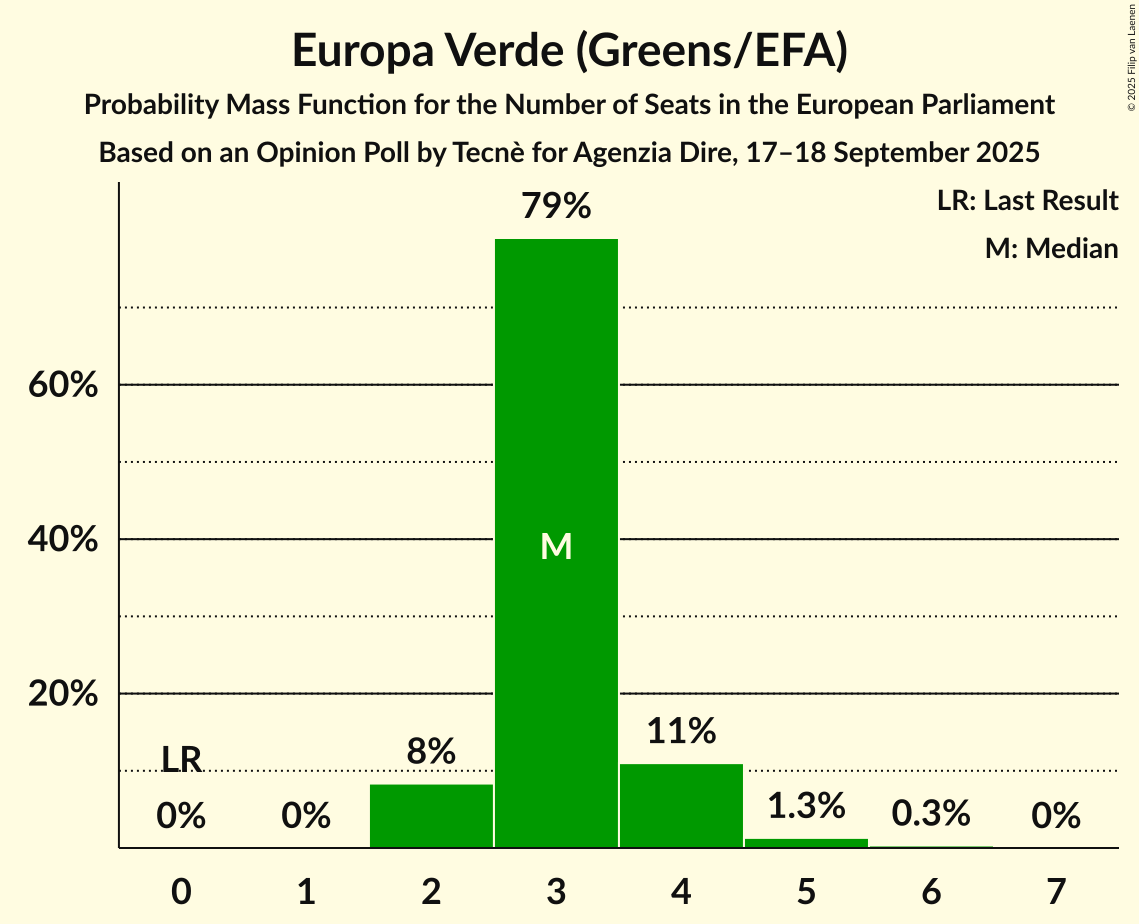 Europa Verde (Greens/EFA)
Probability Mass Function for the Number of Seats in the European Parliament
Based on an Opinion Poll by Tecnè for Agenzia Dire, 17–18 September 2025
© 2025 Filip van Laenen
LR: Last Result
M: Median
79%
60%
40%
M
20%
LR
0%
0%
8%
11%
1.3%
0.3%
0%
0 1 2 3 4 5 6 7